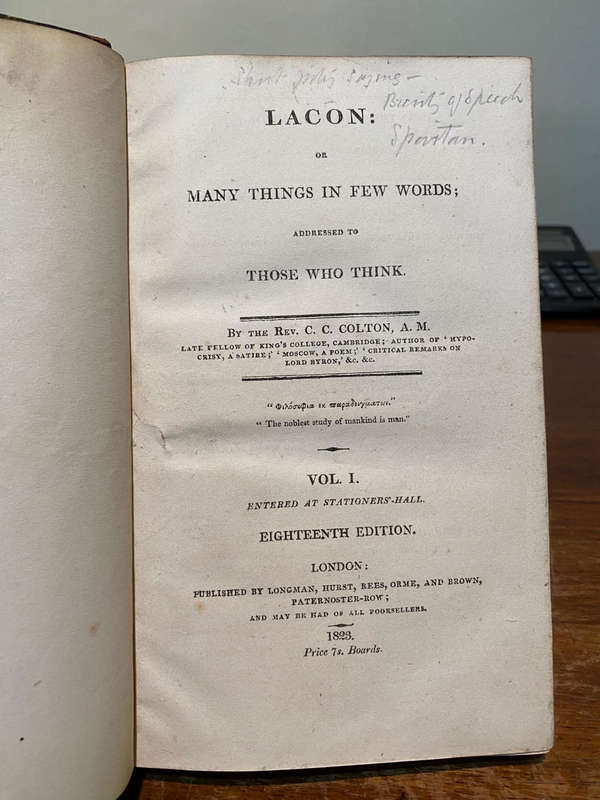 Short pithy sayings -
Brevity of Speech
Spartan.
LACON:
OR
MANY THINGS IN FEW WORDS;
ADDRESSED TO
THOSE WHO THINK.
BY THE REV. C. C. COLTON, A. M.
LATE FELLOW OF KING'S COLLEGE, CAMBRIDGE; AUTHOR OF ' HYPO-
CRISY, A SATIRE;' ' MOSCOW, A POEM;' ' CRITICAL REMARKS ON
LORD BYRON,' &c. &c.
" Φιλόσοφια εκ παραδειγματων."
" The noblest study of mankind is man."
VOL. I.
ENTERED AT STATIONERS'-HALL.
EIGHTEENTH EDITION.
LONDON:
PUBLISHED BY LONGMAN, HURST, REES, ORME, AND BROWN,
PATERNOSTER-ROW;
AND MAY BE HAD OF ALL BOOKSELLERS.
1823.
Price 7s. Boards.